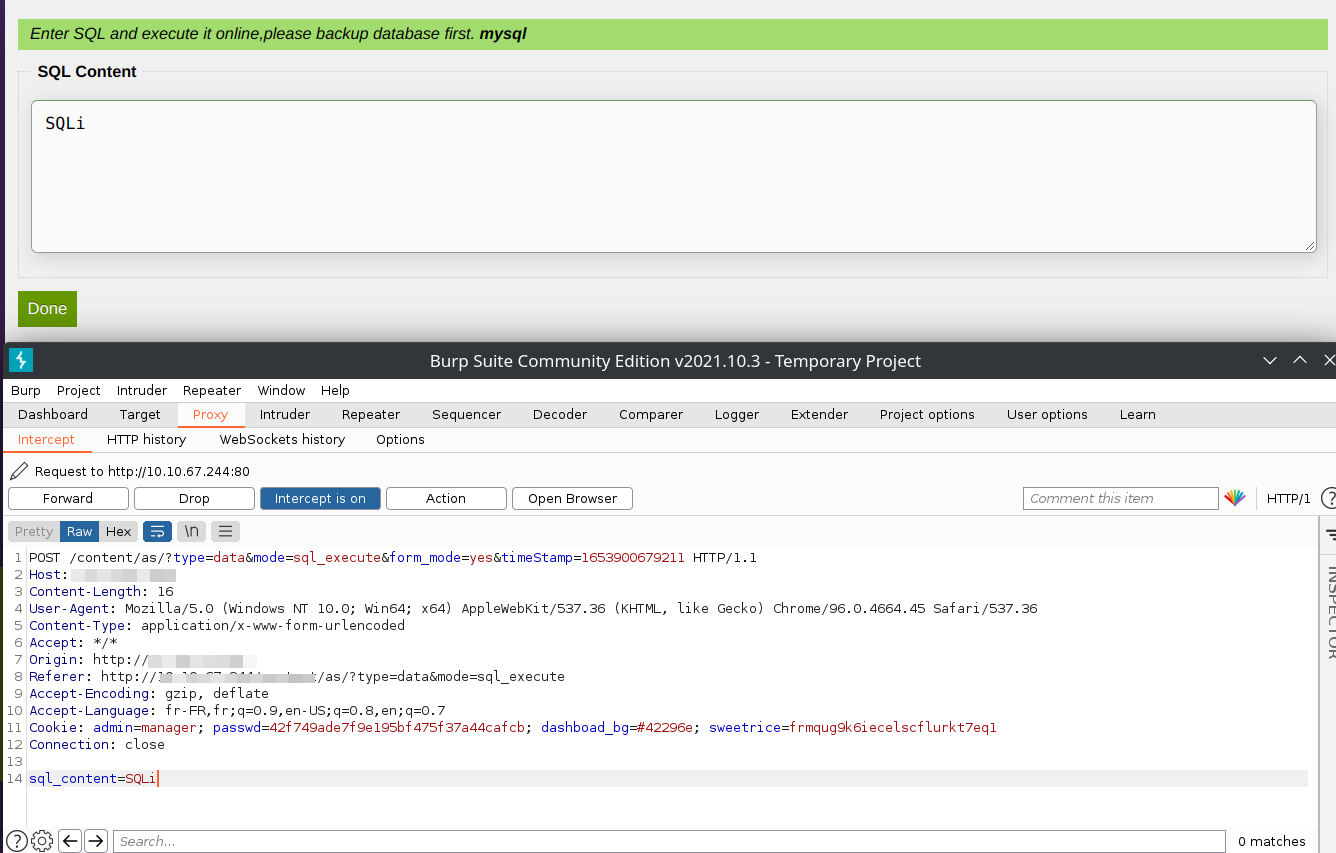 Enter SQL and execute it online,please backup database first. mysql
SQL Content
SQLi
Done
Burp Suite Community Edition v2021.10.3 - Temporary Project
Burp Project Intruder Repeater Window Help
Dashboard Target Proxy Intruder Repeater Sequencer Decoder Comparer Logger Extender Project options User options Learn
Intercept HTTP history WebSockets history Options
Request to http://10.10.67.244:80
Forward Drop Intercept is on Action Open Browser Comment this item HTTP/1 ?
Pretty Raw Hex \n
INSPECTOR
1 POST /content/as/?type=data&mode=sql_execute&form_mode=yes&timeStamp=1653900679211 HTTP/1.1
2 Host:
3 Content-Length: 16
4 User-Agent: Mozilla/5.0 (Windows NT 10.0; Win64; x64) AppleWebKit/537.36 (KHTML, like Gecko) Chrome/96.0.4664.45 Safari/537.36
5 Content-Type: application/x-www-form-urlencoded
6 Accept: */*
7 Origin: http://
8 Referer: http:// /as/?type=data&mode=sql_execute
9 Accept-Encoding: gzip, deflate
10 Accept-Language: fr-FR,fr;q=0.9,en-US;q=0.8,en;q=0.7
11 Cookie: admin=manager; passwd=42f749ade7f9e195bf475f37a44cafcb; dashboad_bg=#42296e; sweetrice=frmqug9k6iecelscflurkt7eq1
12 Connection: close
13
14 sql_content=SQLi
? Search... 0 matches